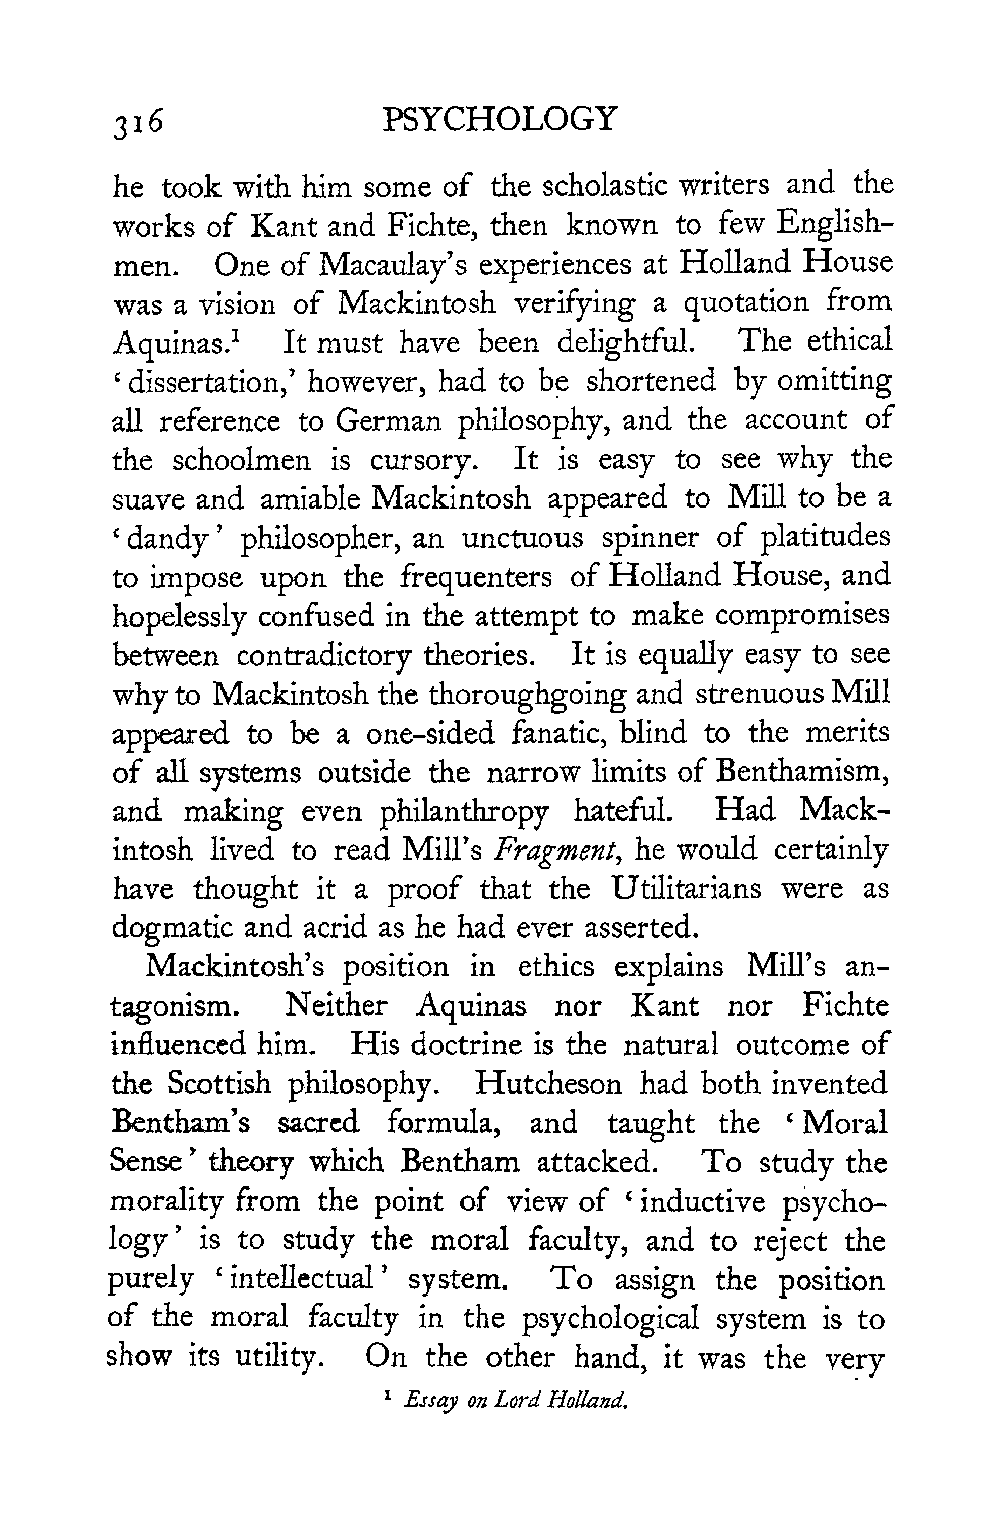 316 PSYCHOLOGY
he took with him some of the scholastic writers and the
works of Kant and Fichte, then known to few English-
men. One of Macaulay's experiences at Holland House
was a vision of Mackintosh verifying a quotation from
Aquinas.¹ It must have been delightful. The ethical
‘dissertation,’ however, had to be shortened by omitting
all reference to German philosophy, and the account of
the schoolmen is cursory. It is easy to see why the
suave and amiable Mackintosh appeared to Mill to be a
‘dandy’ philosopher, an unctuous spinner of platitudes
to impose upon the frequenters of Holland House, and
hopelessly confused in the attempt to make compromises
between contradictory theories. It is equally easy to see
why to Mackintosh the thoroughgoing and strenuous Mill
appeared to be a one-sided fanatic, blind to the merits
of all systems outside the narrow limits of Benthamism,
and making even philanthropy hateful. Had Mack-
intosh lived to read Mill's Fragment, he would certainly
have thought it a proof that the Utilitarians were as
dogmatic and acrid as he had ever asserted.
Mackintosh's position in ethics explains Mill's an-
tagonism. Neither Aquinas nor Kant nor Fichte
influenced him. His doctrine is the natural outcome of
the Scottish philosophy. Hutcheson had both invented
Bentham's sacred formula, and taught the ‘Moral
Sense’ theory which Bentham attacked. To study the
morality from the point of view of ‘inductive psycho-
logy’ is to study the moral faculty, and to reject the
purely ‘intellectual’ system. To assign the position
of the moral faculty in the psychological system is to
show its utility. On the other hand, it was the very
¹ Essay on Lord Holland.